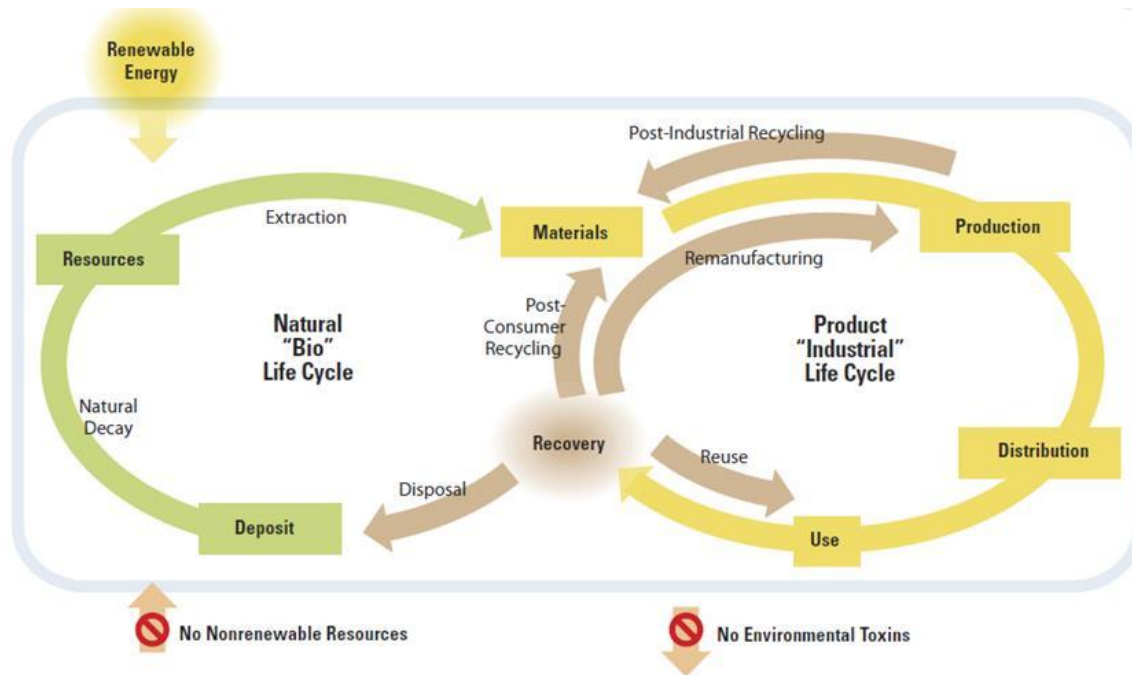 Renewable
Energy
Post-Industrial Recycling
Extraction
Materials
Production
Resources
Remanufacturing
Post-
Consumer
Recycling
Natural
"Bio"
Life Cycle
Product
"Industrial"
Life Cycle
Natural
Decay
Recovery
Reuse
Distribution
Disposal
Deposit
Use
No Nonrenewable Resources
No Environmental Toxins